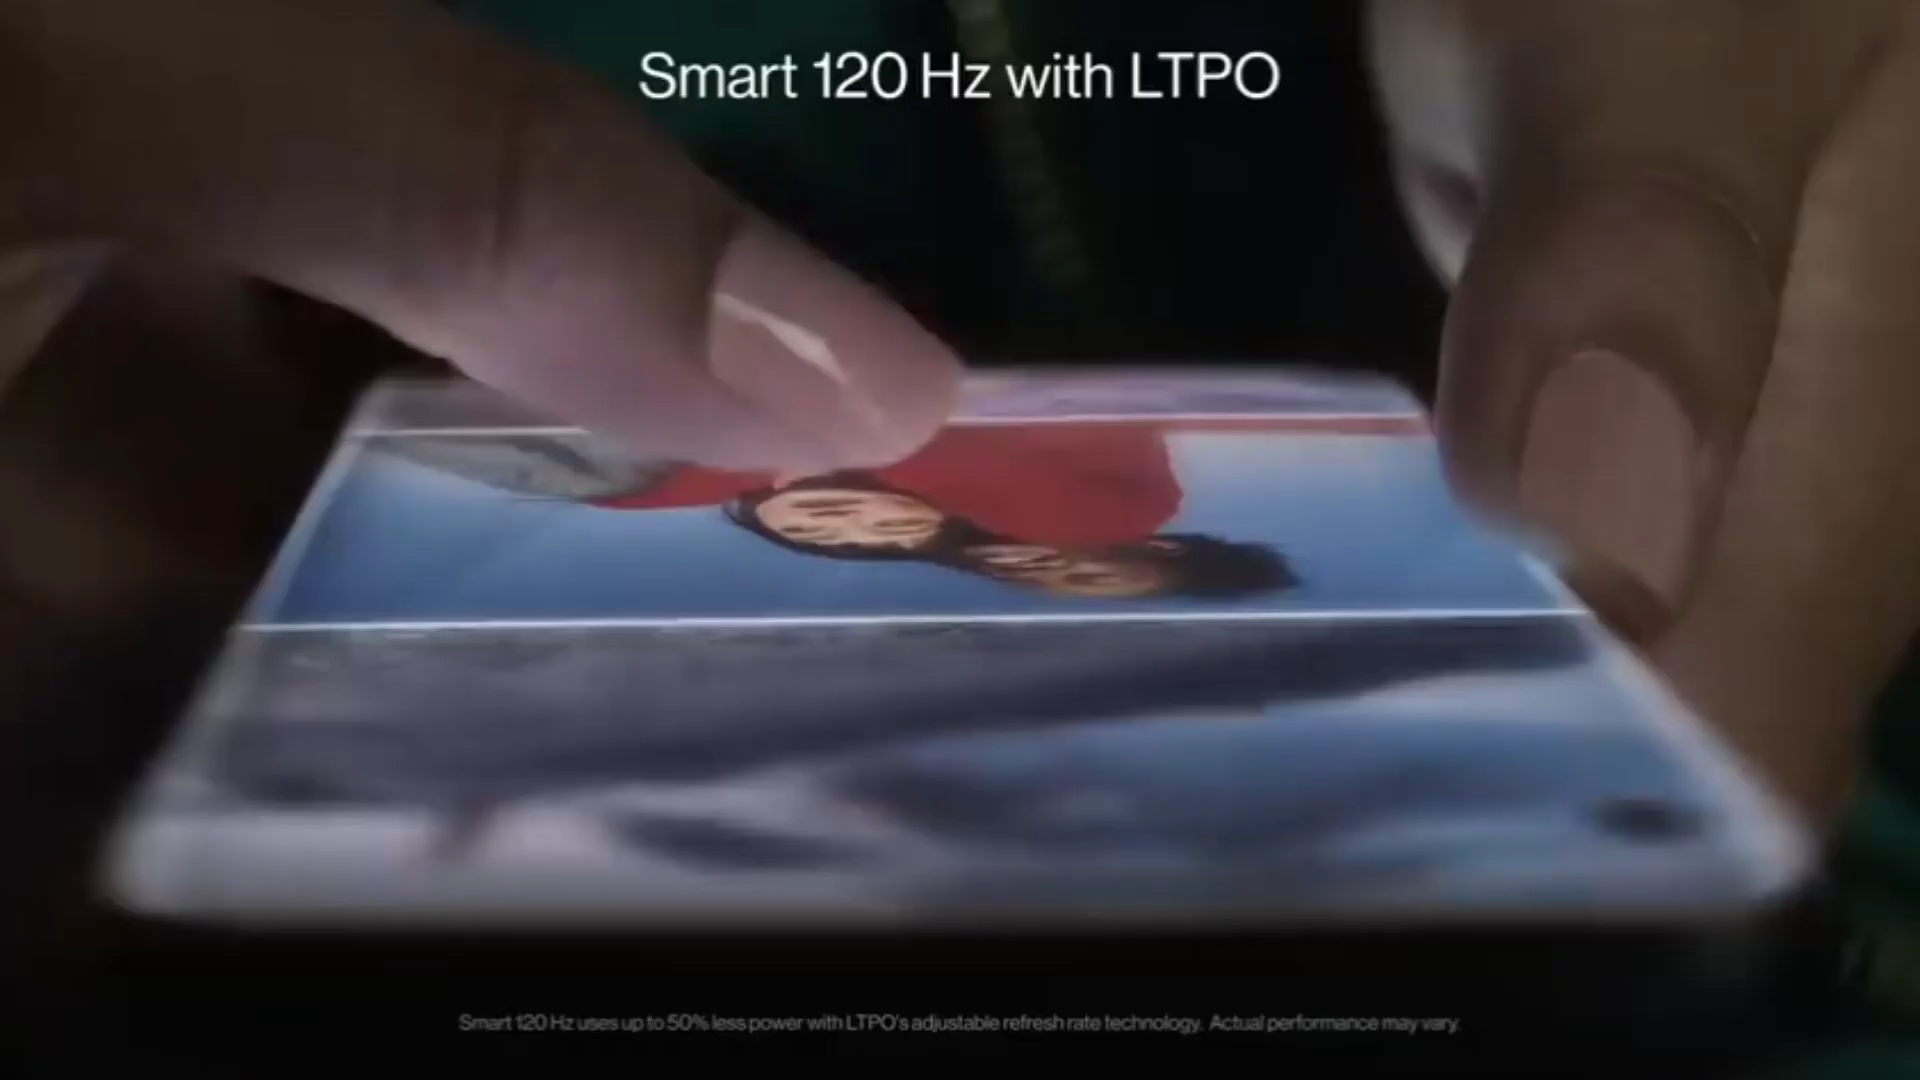 Smart 120 Hz with LTPO
Smart 120 Hz uses up to 50% less power with LTPO's adjustable refresh rate technology. Actual performance may vary.